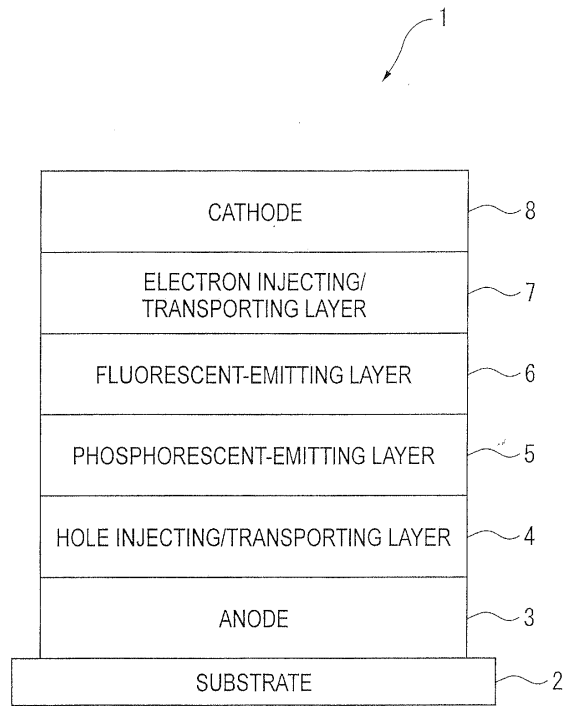 1
CATHODE 8
ELECTRON INJECTING/
TRANSPORTING LAYER 7
FLUORESCENT-EMITTING LAYER 6
PHOSPHORESCENT-EMITTING LAYER 5
HOLE INJECTING/TRANSPORTING LAYER 4
ANODE 3
SUBSTRATE 2